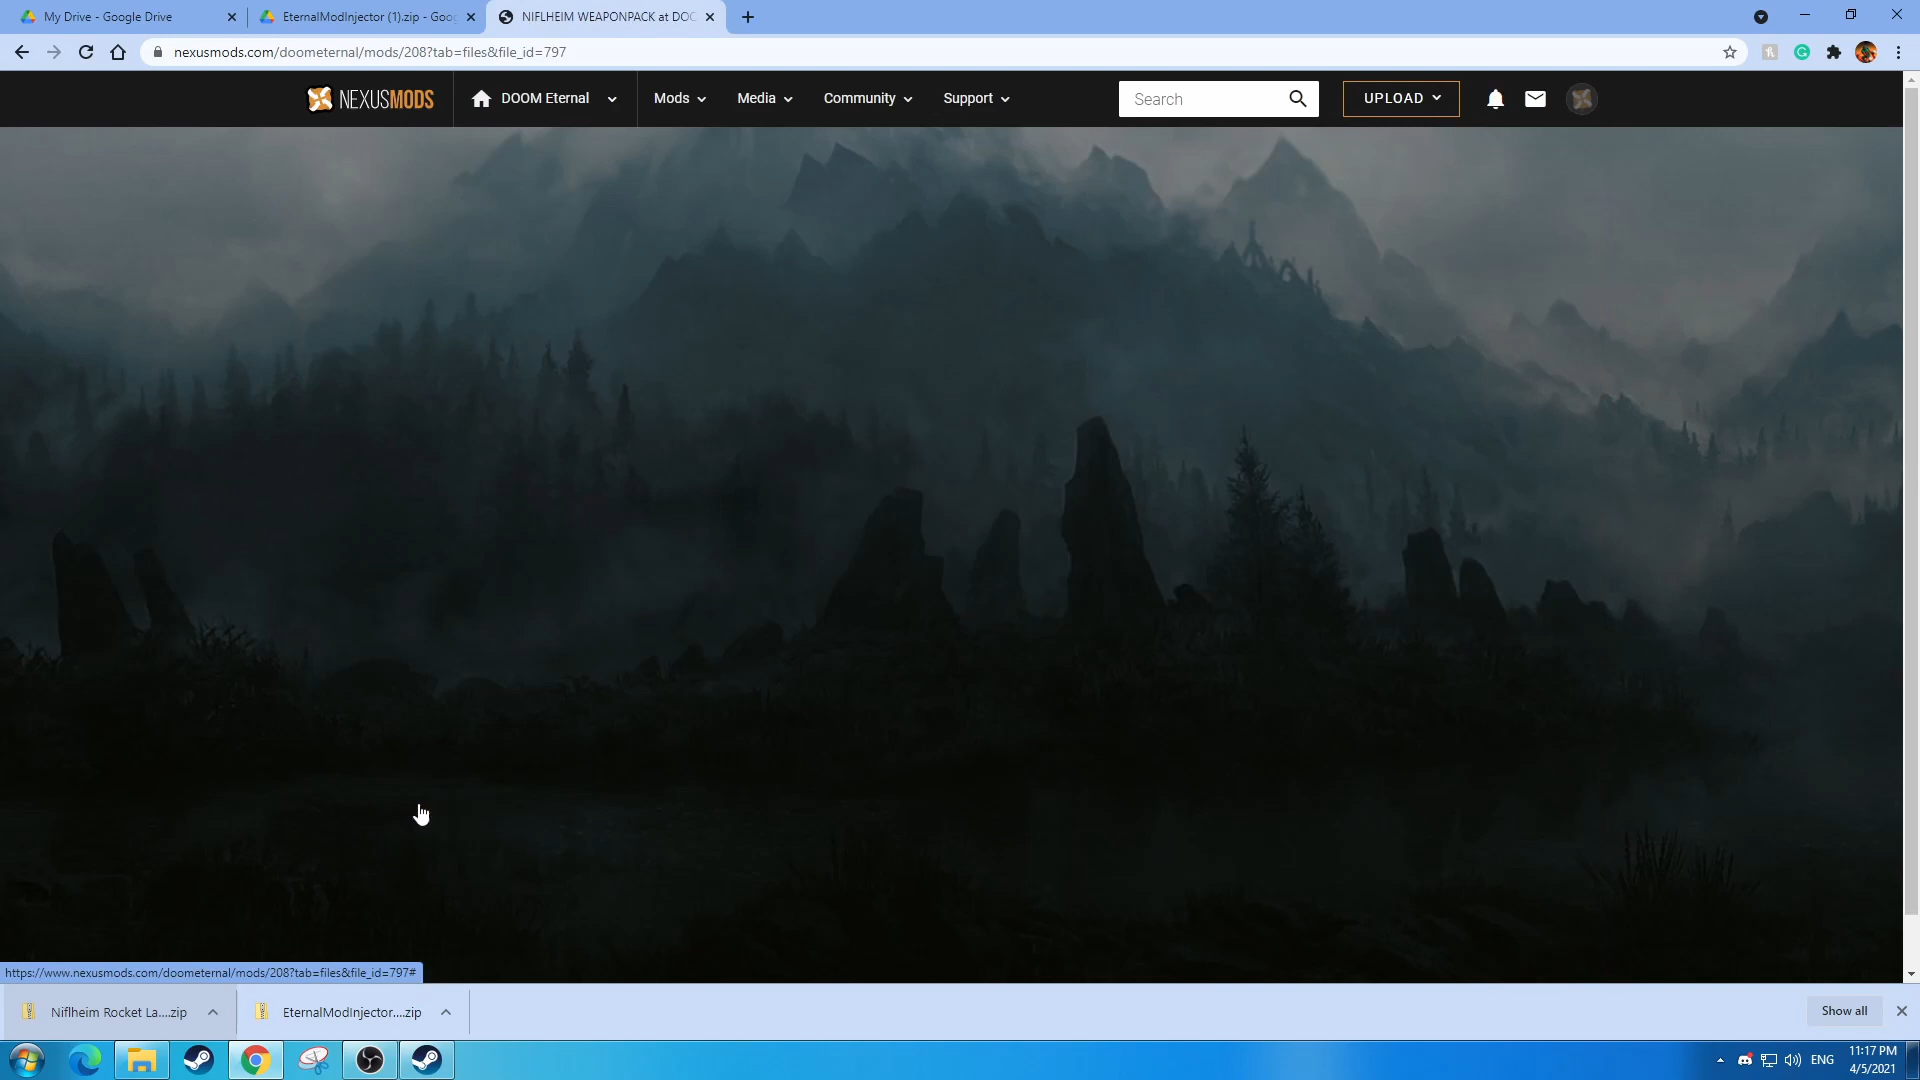 My Drive - Google Drive
EternalModInjector (1).zip - Goog
NIFLHEIM WEAPONPACK at DOO
nexusmods.com/doometernal/mods/208?tab=files&file_id=797
NEXUSMODS
DOOM Eternal
Mods
Media
Community
Support
Search
UPLOAD
https://www.nexusmods.com/doometernal/mods/208?tab=files&file_id=797#
Niflheim Rocket La....zip
EternalModInjector....zip
Show all
ENG
11:17 PM
4/5/2021